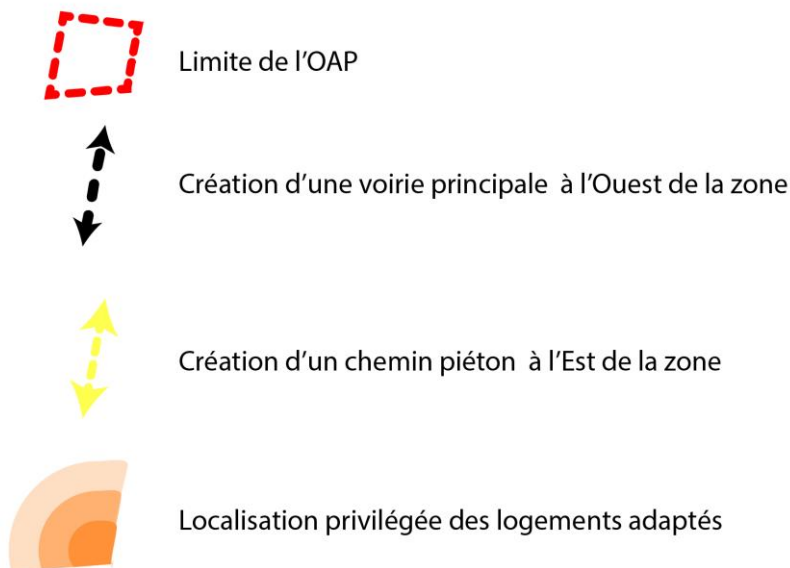 Limite de l’OAP
Création d’une voirie principale à l’Ouest de la zone
Création d’un chemin piéton à l’Est de la zone
Localisation privilégée des logements adaptés